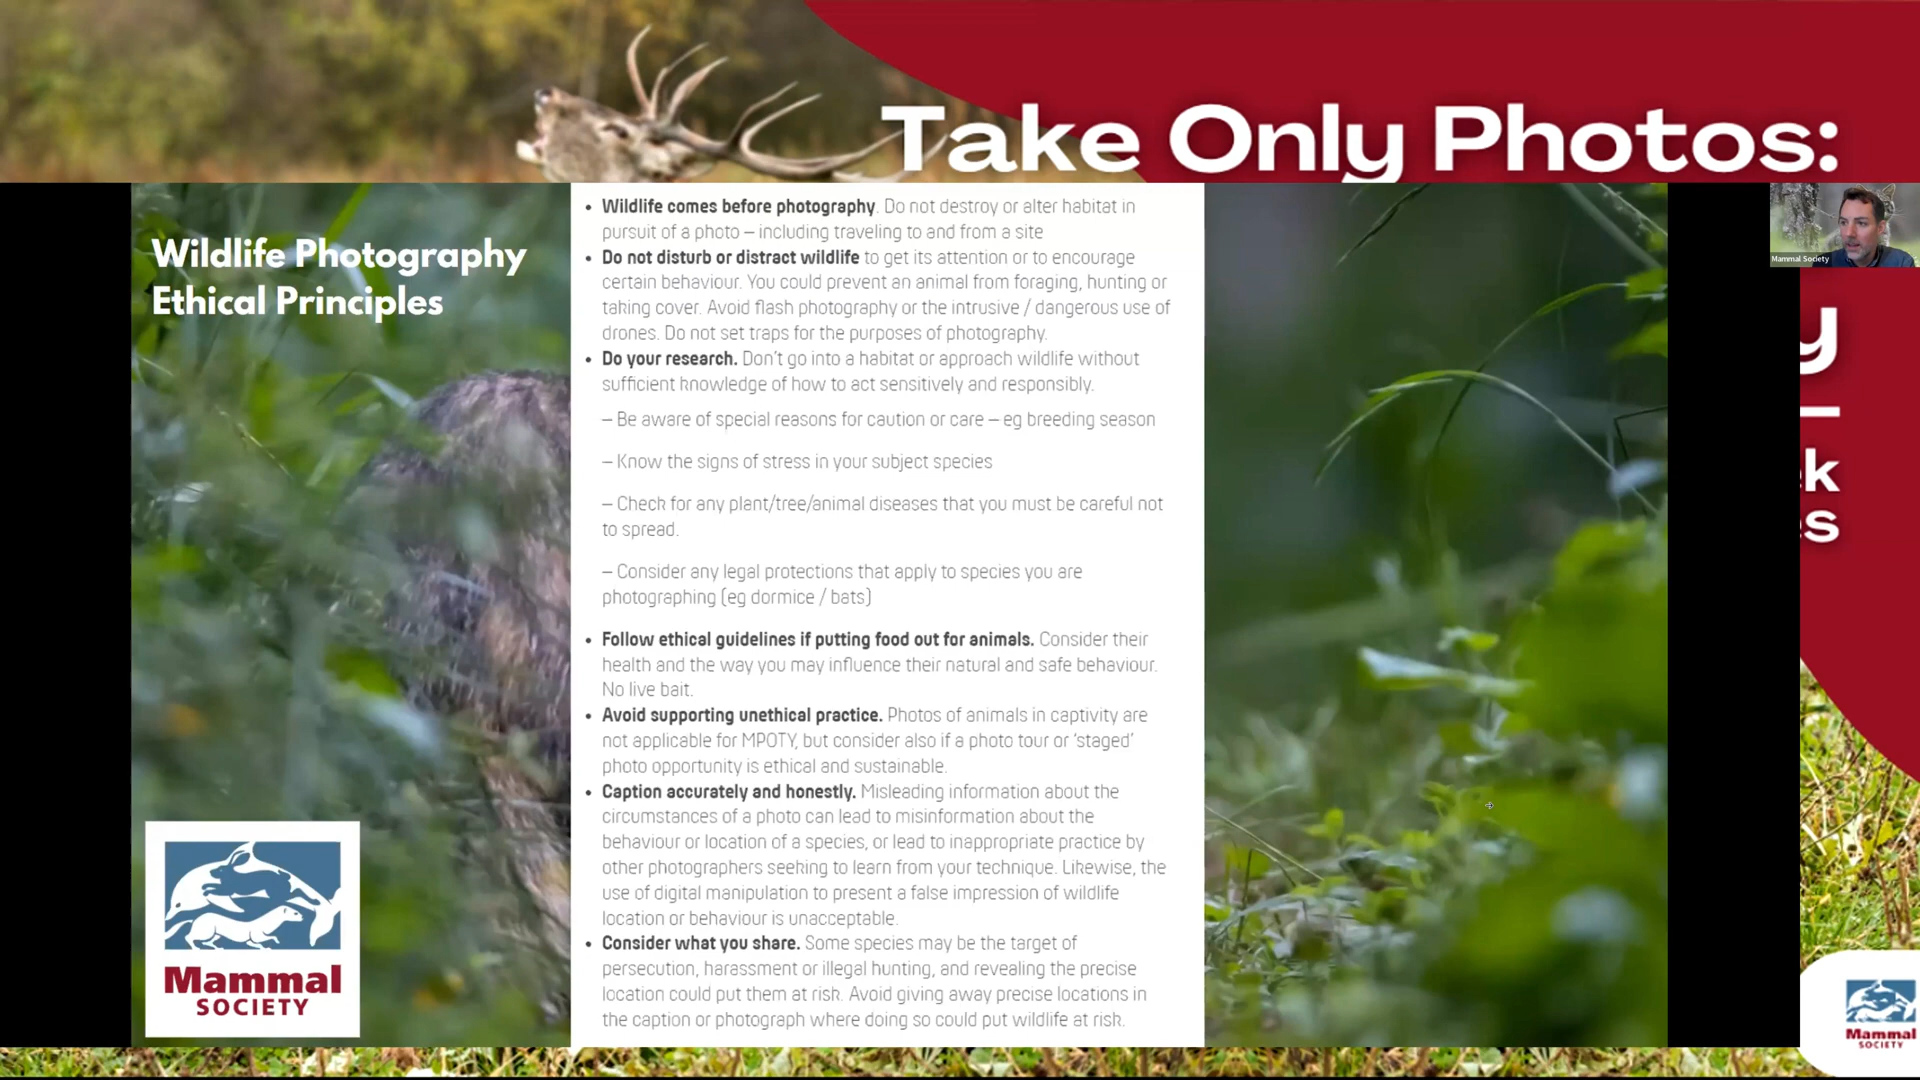 Take Only Photos:
Wildlife Photography
Ethical Principles
• Wildlife comes before photography. Do not destroy or alter habitat in
pursuit of a photo – including traveling to and from a site
• Do not disturb or distract wildlife to get its attention or to encourage
certain behaviour. You could prevent an animal from foraging, hunting or
taking cover. Avoid flash photography or the intrusive / dangerous use of
drones. Do not set traps for the purposes of photography.
• Do your research. Don't go into a habitat or approach wildlife without
sufficient knowledge of how to act sensitively and responsibly.
– Be aware of special reasons for caution or care – eg breeding season
– Know the signs of stress in your subject species
– Check for any plant/tree/animal diseases that you must be careful not
to spread.
– Consider any legal protections that apply to species you are
photographing (eg dormice / bats)
• Follow ethical guidelines if putting food out for animals. Consider their
health and the way you may influence their natural and safe behaviour.
No live bait.
• Avoid supporting unethical practice. Photos of animals in captivity are
not applicable for MPOTY, but consider also if a photo tour or 'staged'
photo opportunity is ethical and sustainable.
• Caption accurately and honestly. Misleading information about the
circumstances of a photo can lead to misinformation about the
behaviour or location of a species, or lead to inappropriate practice by
other photographers seeking to learn from your technique. Likewise, the
use of digital manipulation to present a false impression of wildlife
location or behaviour is unacceptable.
• Consider what you share. Some species may be the target of
persecution, harassment or illegal hunting, and revealing the precise
location could put them at risk. Avoid giving away precise locations in
the caption or photograph where doing so could put wildlife at risk.
Mammal
SOCIETY
Mammal Society
y
k
s
Mammal
SOCIETY